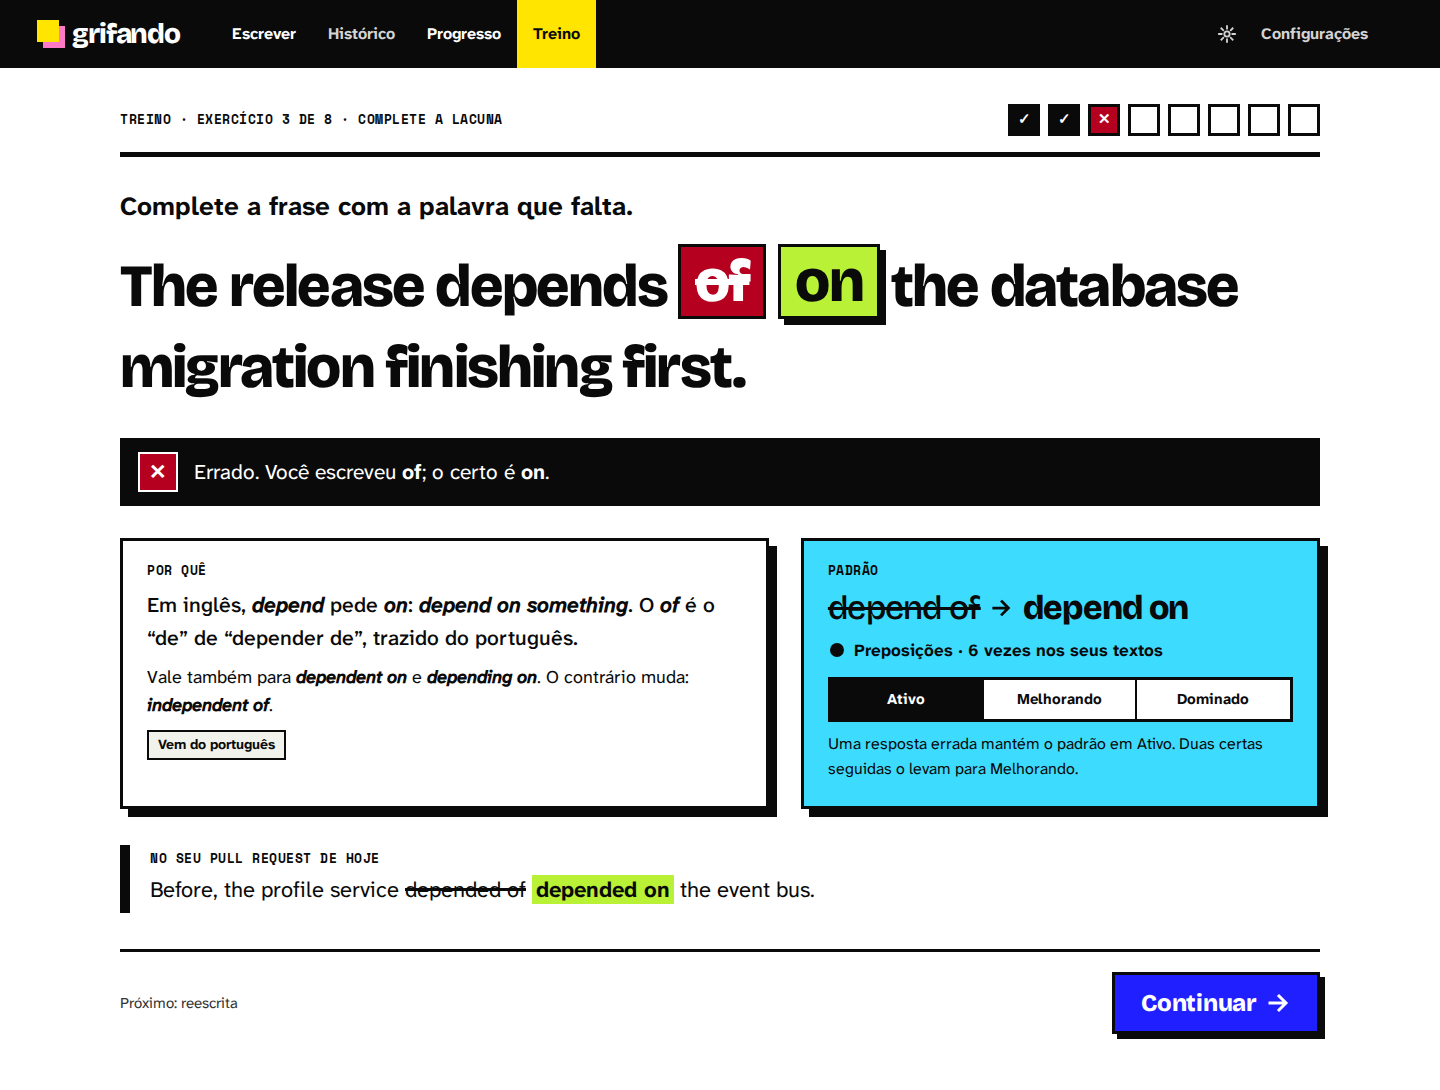 grifando
Escrever
Histórico
Progresso
Treino
Configurações
TREINO · EXERCÍCIO 3 DE 8 · COMPLETE A LACUNA
Complete a frase com a palavra que falta.
The release depends of on the database
migration finishing first.
Errado. Você escreveu of; o certo é on.
POR QUÊ
Em inglês, depend pede on: depend on something. O of é o
“de” de “depender de”, trazido do português.
Vale também para dependent on e depending on. O contrário muda:
independent of.
Vem do português
PADRÃO
depend of → depend on
Preposições · 6 vezes nos seus textos
Ativo
Melhorando
Dominado
Uma resposta errada mantém o padrão em Ativo. Duas certas
seguidas o levam para Melhorando.
NO SEU PULL REQUEST DE HOJE
Before, the profile service depended of depended on the event bus.
Próximo: reescrita
Continuar →